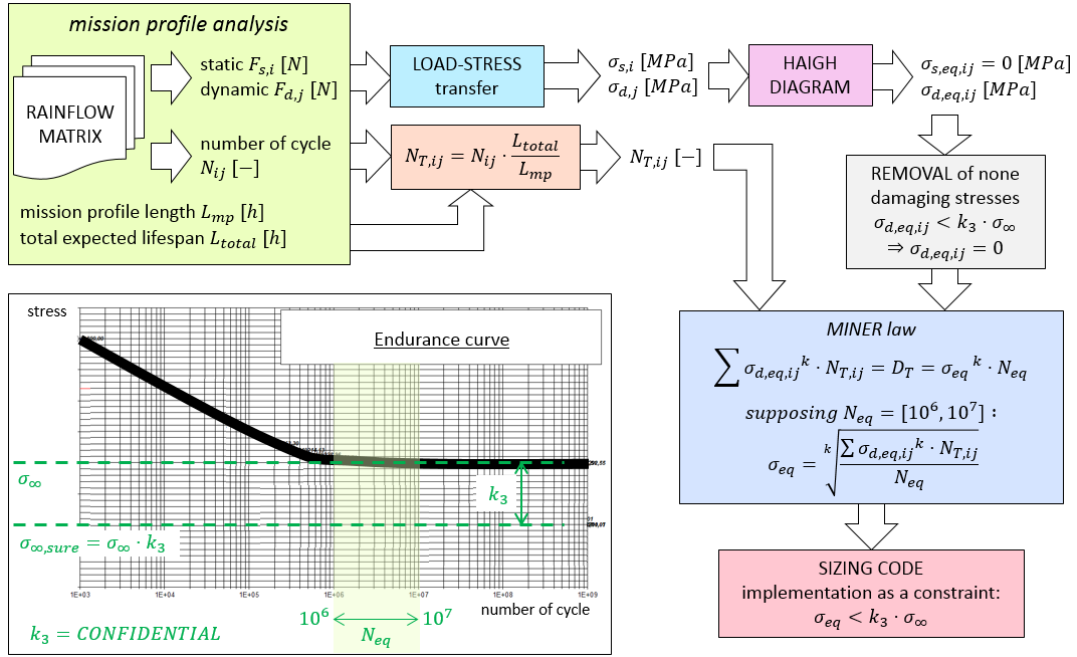 mission profile analysis
RAINFLOW
MATRIX
static F_{s,i} [N]
dynamic F_{d,j} [N]
number of cycle
N_{ij} [−]
mission profile length L_{mp} [h]
total expected lifespan L_{total} [h]
LOAD-STRESS
transfer
σ_{s,i} [MPa]
σ_{d,j} [MPa]
HAIGH
DIAGRAM
σ_{s,eq,ij} = 0 [MPa]
σ_{d,eq,ij} [MPa]
N_{T,ij} = N_{ij} · L_{total} / L_{mp}
N_{T,ij} [−]
REMOVAL of none
damaging stresses
σ_{d,eq,ij} < k_3 · σ_∞
⇒ σ_{d,eq,ij} = 0
MINER law
∑ σ_{d,eq,ij}^k · N_{T,ij} = D_T = σ_{eq}^k · N_{eq}
supposing N_{eq} = [10^6, 10^7] :
σ_{eq} = \sqrt[k]{∑ σ_{d,eq,ij}^k · N_{T,ij} / N_{eq}}
SIZING CODE
implementation as a constraint:
σ_{eq} < k_3 · σ_∞
stress
Endurance curve
σ_∞
k_3
σ_{∞,sure} = σ_∞ · k_3
1E+03 1E+04 1E+05 1E+06 1E+07 1E+08 1E+09
number of cycle
10^6 10^7
N_{eq}
k_3 = CONFIDENTIAL